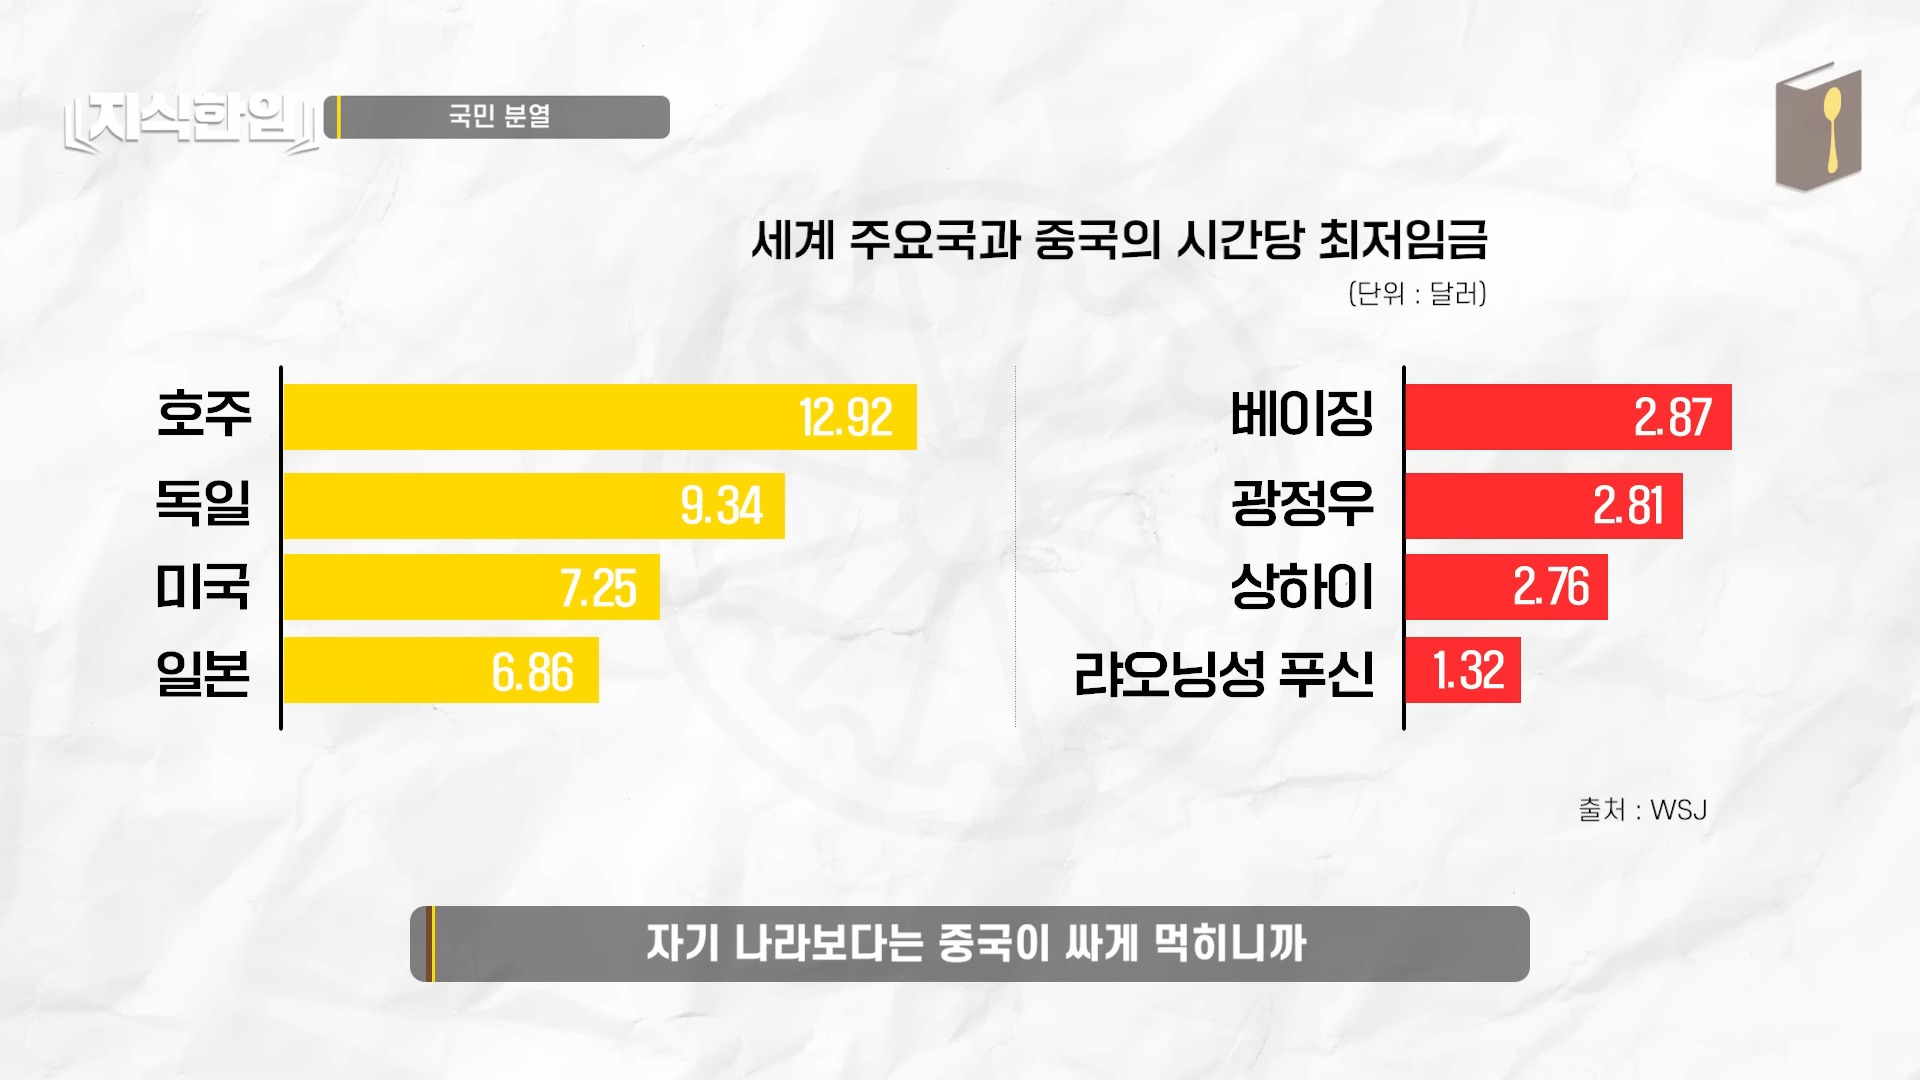 지식한입
국민 분열
세계 주요국과 중국의 시간당 최저임금
(단위 : 달러)
호주 12.92
독일 9.34
미국 7.25
일본 6.86
베이징 2.87
광정우 2.81
상하이 2.76
랴오닝성 푸신 1.32
출처 : WSJ
자기 나라보다는 중국이 싸게 먹히니까